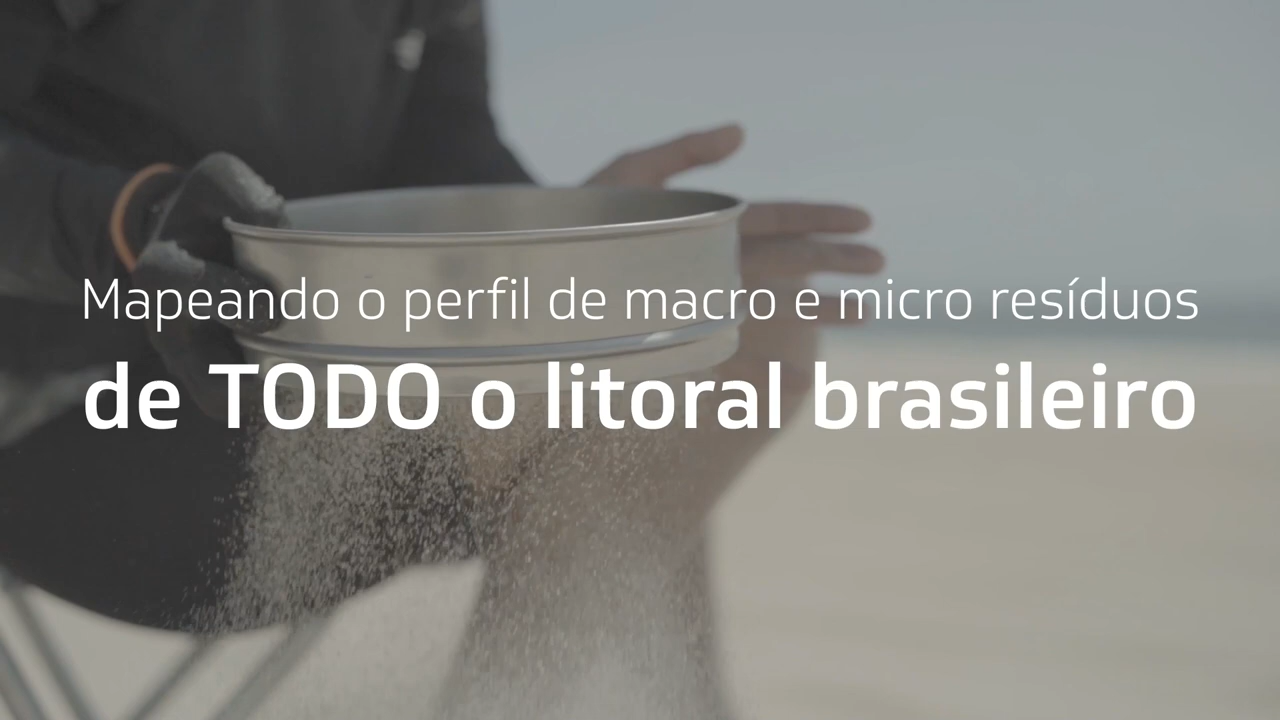 Mapeando o perfil de macro e micro resíduos
de TODO o litoral brasileiro